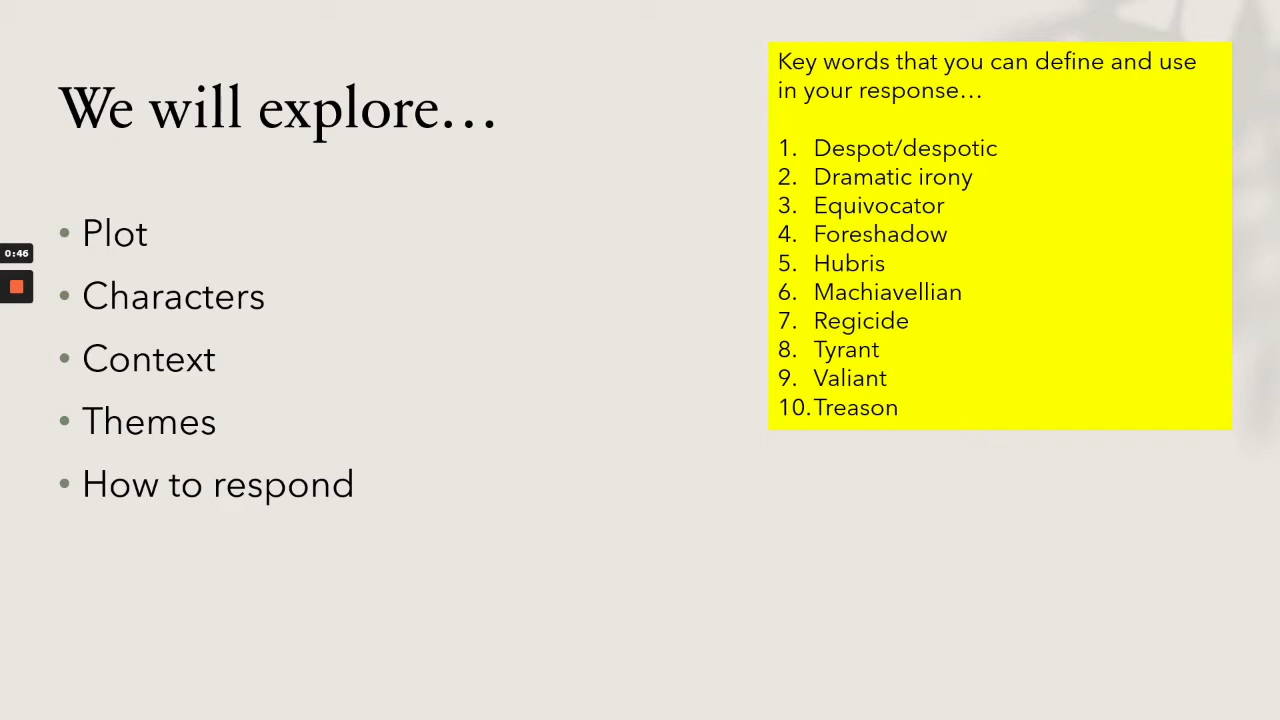 We will explore…
• Plot
• Characters
• Context
• Themes
• How to respond
0:46
Key words that you can define and use
in your response…
1. Despot/despotic
2. Dramatic irony
3. Equivocator
4. Foreshadow
5. Hubris
6. Machiavellian
7. Regicide
8. Tyrant
9. Valiant
10. Treason